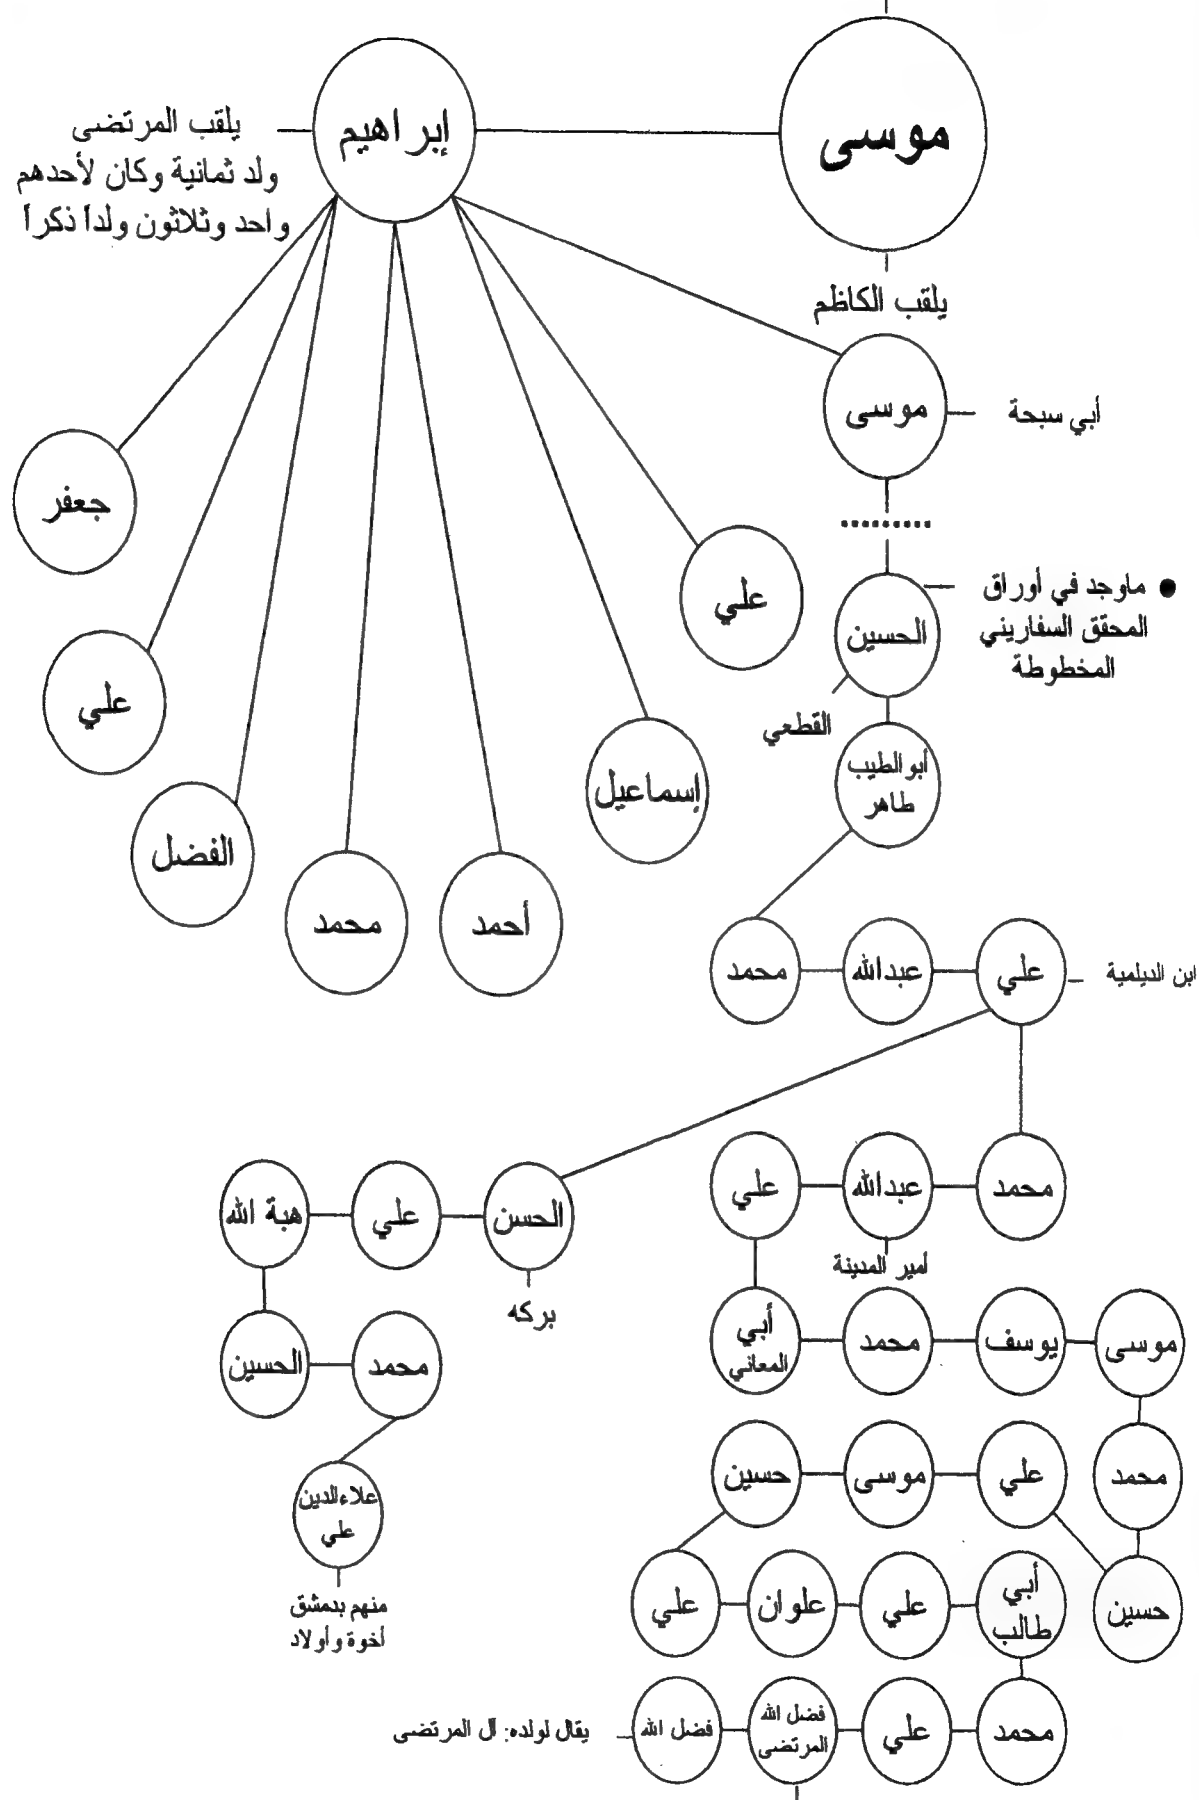 موسى
إبراهيم
يلقب المرتضى
ولد ثمانية وكان لأحدهم
واحد وثلاثون ولداً ذكراً
يلقب الكاظم
موسى
أبي سبحة
جعفر
علي
الفضل
محمد
أحمد
إسماعيل
علي
الحسين
ماوجد في أوراق
المحقق السفاريني
المخطوطة
القطعي
أبو الطيب
طاهر
محمد
عبدالله
علي
ابن الديلمية
محمد
عبدالله
علي
أمير المدينة
الحسن
علي
هبة الله
بركه
الحسين
محمد
علاءالدين
علي
منهم بدمشق
أخوة وأولاد
أبي
المعاني
محمد
يوسف
موسى
محمد
حسين
علي
موسى
حسين
علي
علوان
علي
أبي
طالب
محمد
علي
فضل الله
المرتضى
فضل الله
يقال لولده: آل المرتضى